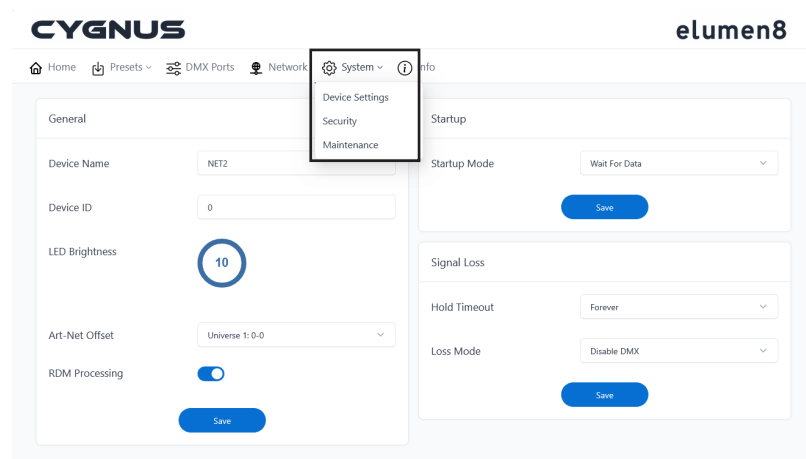 CYGNUS
elumen8
Home Presets DMX Ports Network System nfo
Device Settings
Security
Maintenance
General
Device Name
NET2
Device ID
0
LED Brightness
10
Art-Net Offset
Universe 1: 0-0
RDM Processing
Save
Startup
Startup Mode
Wait For Data
Save
Signal Loss
Hold Timeout
Forever
Loss Mode
Disable DMX
Save